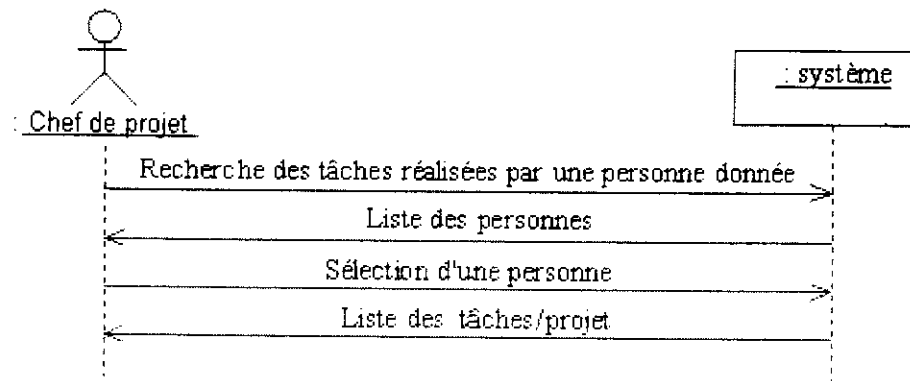 : système
: Chef de projet
Recherche des tâches réalisées par une personne donnée
Liste des personnes
Sélection d'une personne
Liste des tâches/projet